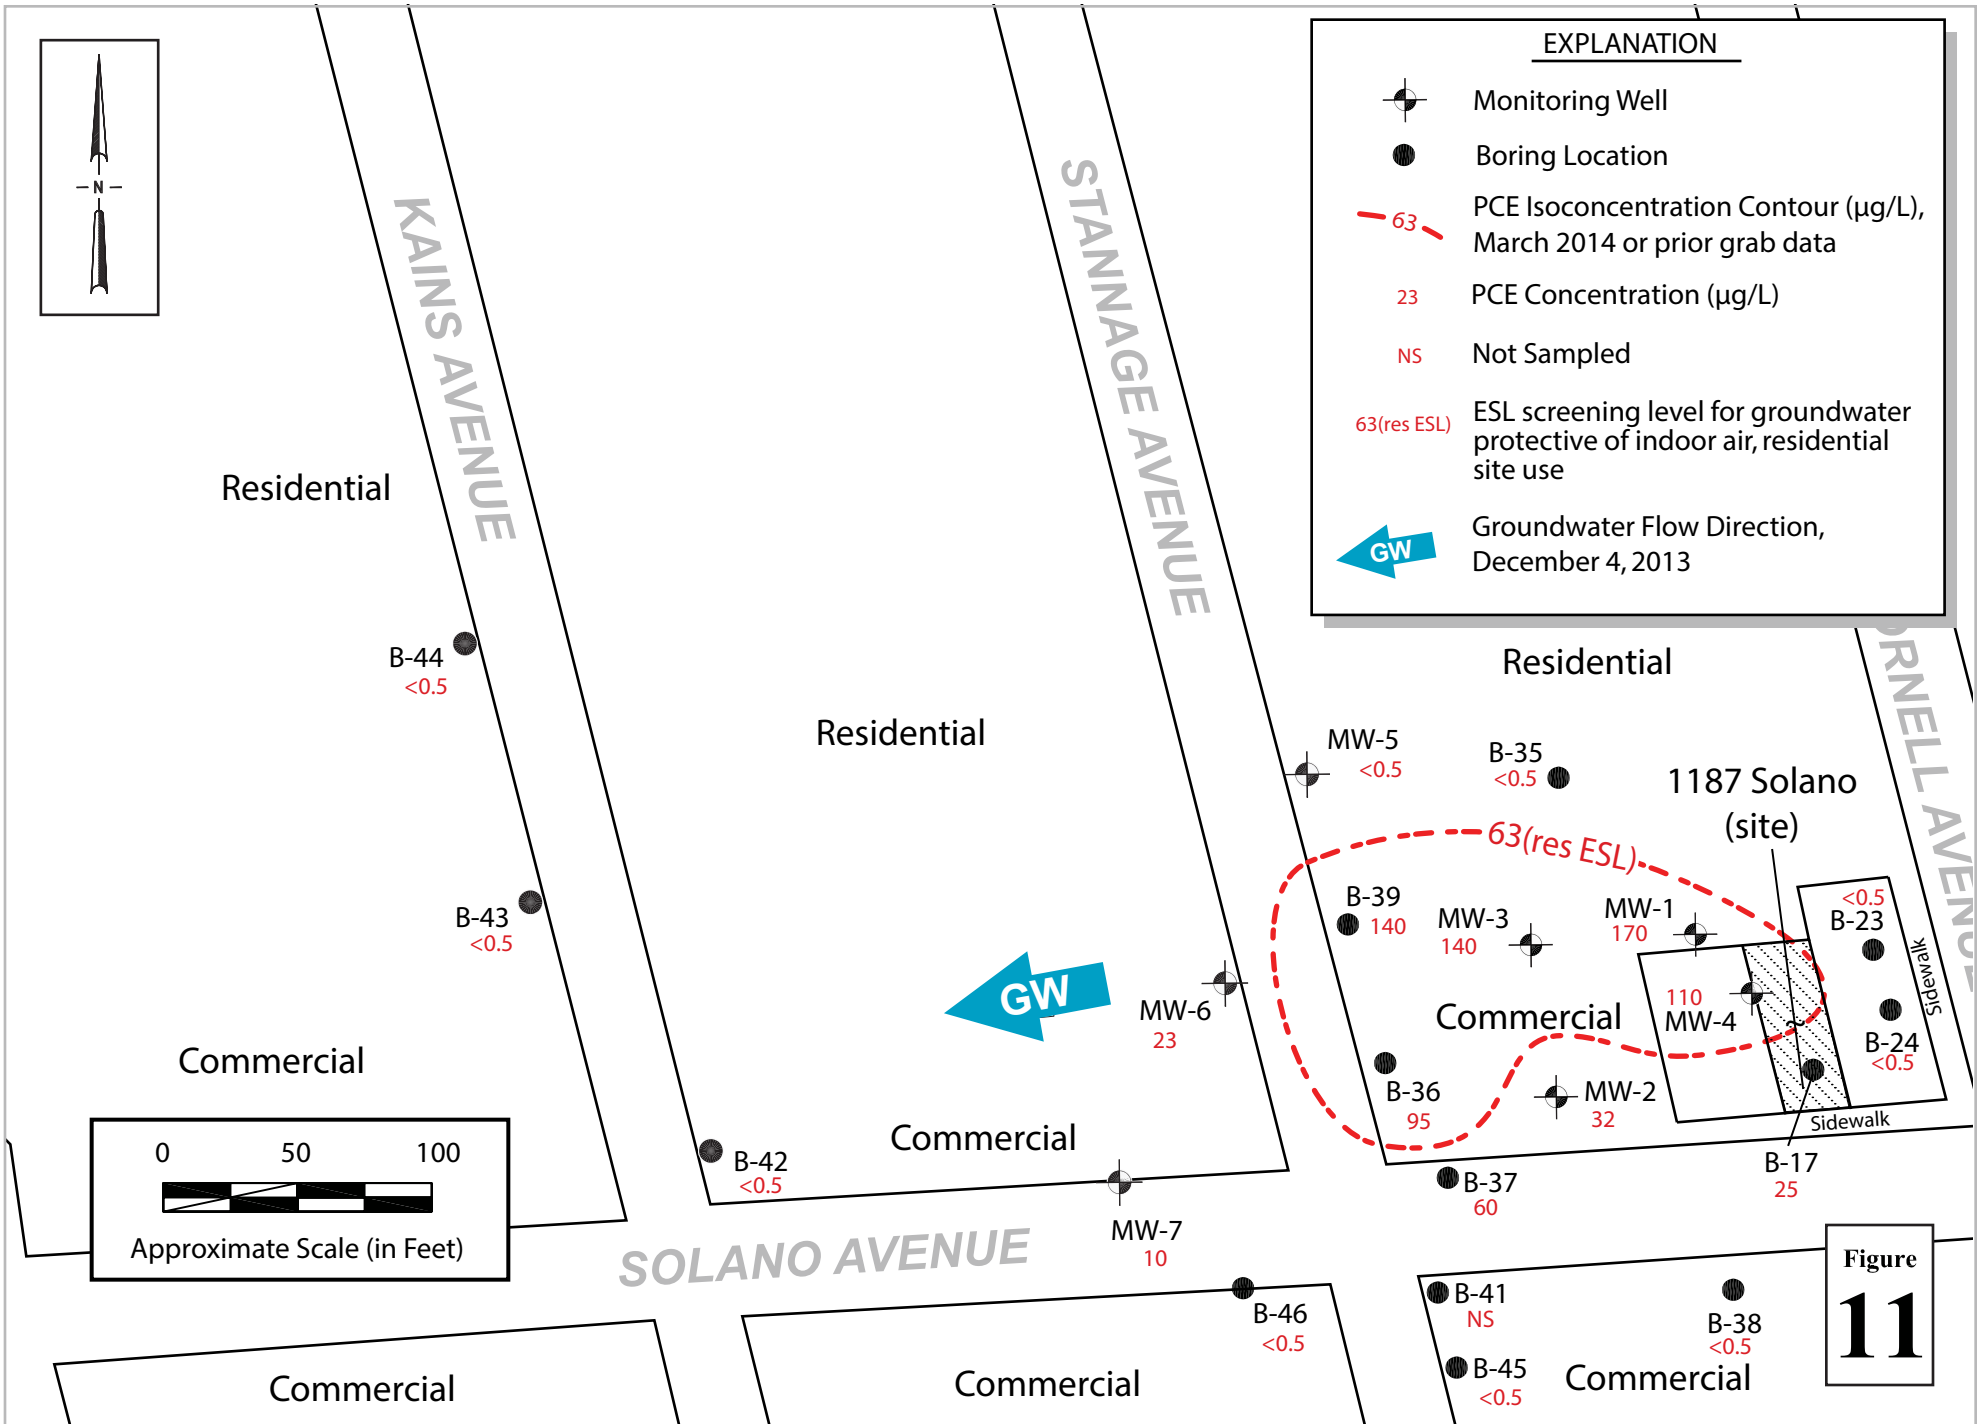 N
EXPLANATION
Monitoring Well
Boring Location
63
PCE Isoconcentration Contour (µg/L),
March 2014 or prior grab data
23
PCE Concentration (µg/L)
NS
Not Sampled
63(res ESL)
ESL screening level for groundwater
protective of indoor air, residential
site use
GW
Groundwater Flow Direction,
December 4, 2013
KAINS AVENUE
STANNAGE AVENUE
ORNELL AVENUE
Residential
Residential
Residential
B-44
<0.5
MW-5
<0.5
B-35
<0.5
1187 Solano
(site)
63(res ESL)
B-43
<0.5
B-39
140
MW-3
140
MW-1
170
<0.5
B-23
Sidewalk
GW
MW-6
23
Commercial
110
MW-4
B-24
<0.5
Commercial
B-36
95
MW-2
32
Sidewalk
Commercial
B-42
<0.5
B-37
60
B-17
25
0 50 100
Approximate Scale (in Feet)
MW-7
10
SOLANO AVENUE
B-46
<0.5
B-41
NS
B-38
<0.5
B-45
<0.5
Commercial
Commercial
Commercial
Figure
11